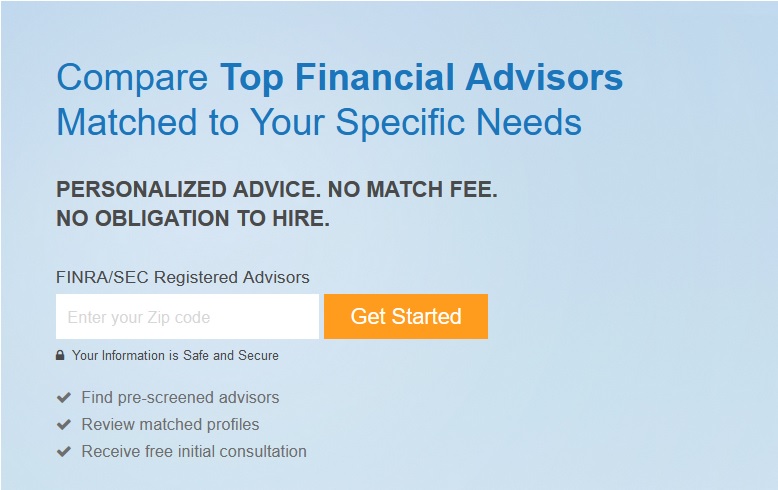 Compare Top Financial Advisors
Matched to Your Specific Needs
PERSONALIZED ADVICE. NO MATCH FEE.
NO OBLIGATION TO HIRE.
FINRA/SEC Registered Advisors
Enter your Zip code
Get Started
Your Information is Safe and Secure
Find pre-screened advisors
Review matched profiles
Receive free initial consultation